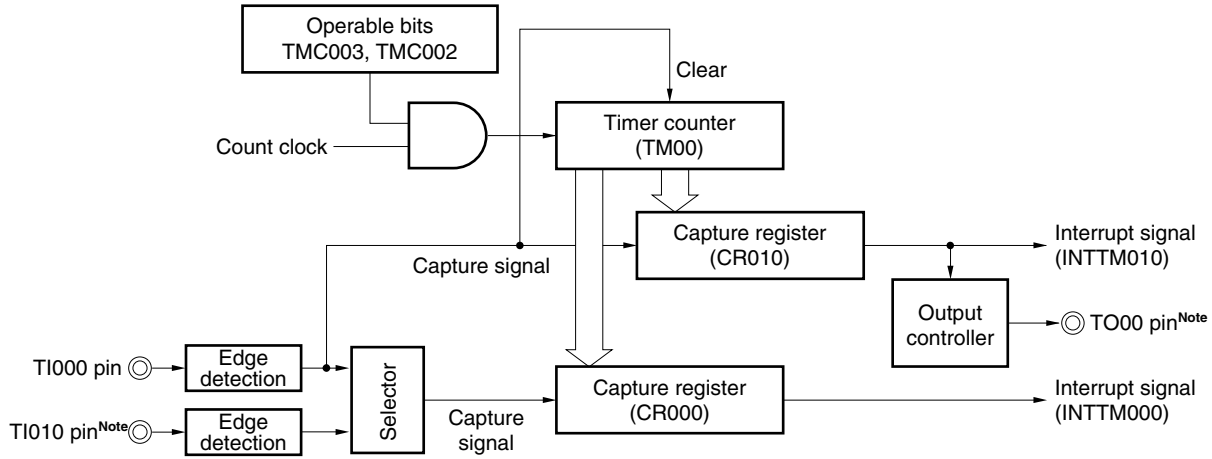 Operable bits
TMC003, TMC002
Clear
Timer counter
(TM00)
Count clock
Capture register
(CR010)
Interrupt signal
(INTTM010)
Capture signal
Output
controller
TO00 pinNote
TI000 pin
Edge
detection
Selector
Capture register
(CR000)
Interrupt signal
(INTTM000)
TI010 pinNote
Edge
detection
Capture
signal